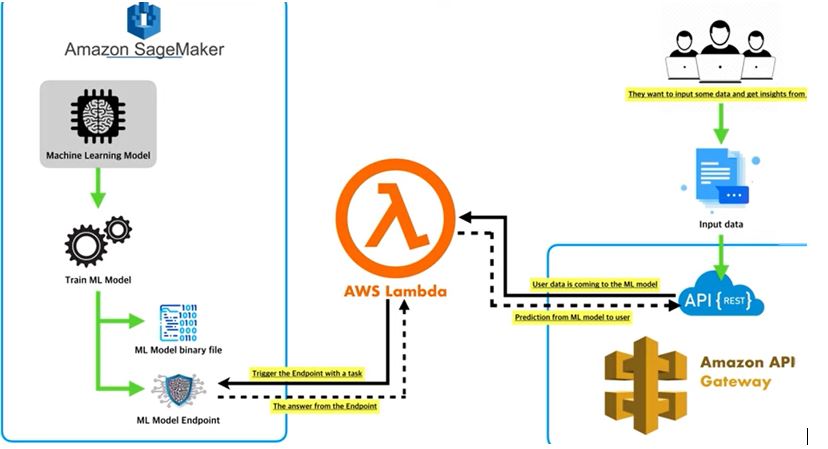 Amazon SageMaker
Machine Learning Model
Train ML Model
1011
1010
0101
000
110
ML Model binary file
ML Model Endpoint
AWS Lambda
Trigger the Endpoint with a task
The answer from the Endpoint
They want to input some data and get insights from
Input data
User data is coming to the ML model
Prediction from ML model to user
API {REST}
Amazon API
Gateway